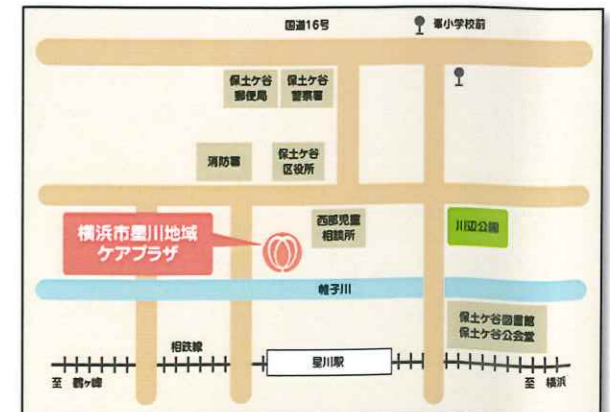 国道16号
峯小学校前
保土ケ谷
郵便局
保土ケ谷
警察署
消防署
保土ケ谷
区役所
横浜市星川地域
ケアプラザ
西部児童
相談所
川辺公園
帷子川
保土ケ谷図書館
保土ケ谷公会堂
相鉄線
星川駅
至 鶴ヶ峰
至 横浜